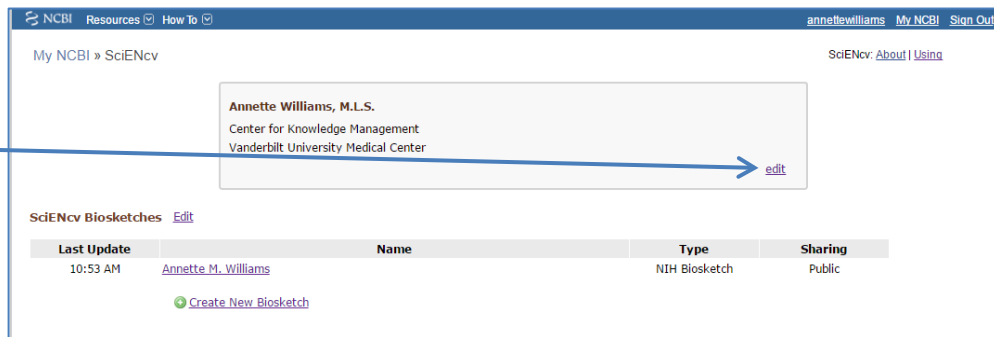 NCBI Resources How To annettewilliams My NCBI Sign Out
My NCBI » SciENcv SciENcv: About | Using
Annette Williams, M.L.S.
Center for Knowledge Management
Vanderbilt University Medical Center
edit
SciENcv Biosketches Edit
Last Update Name Type Sharing
10:53 AM Annette M. Williams NIH Biosketch Public
Create New Biosketch